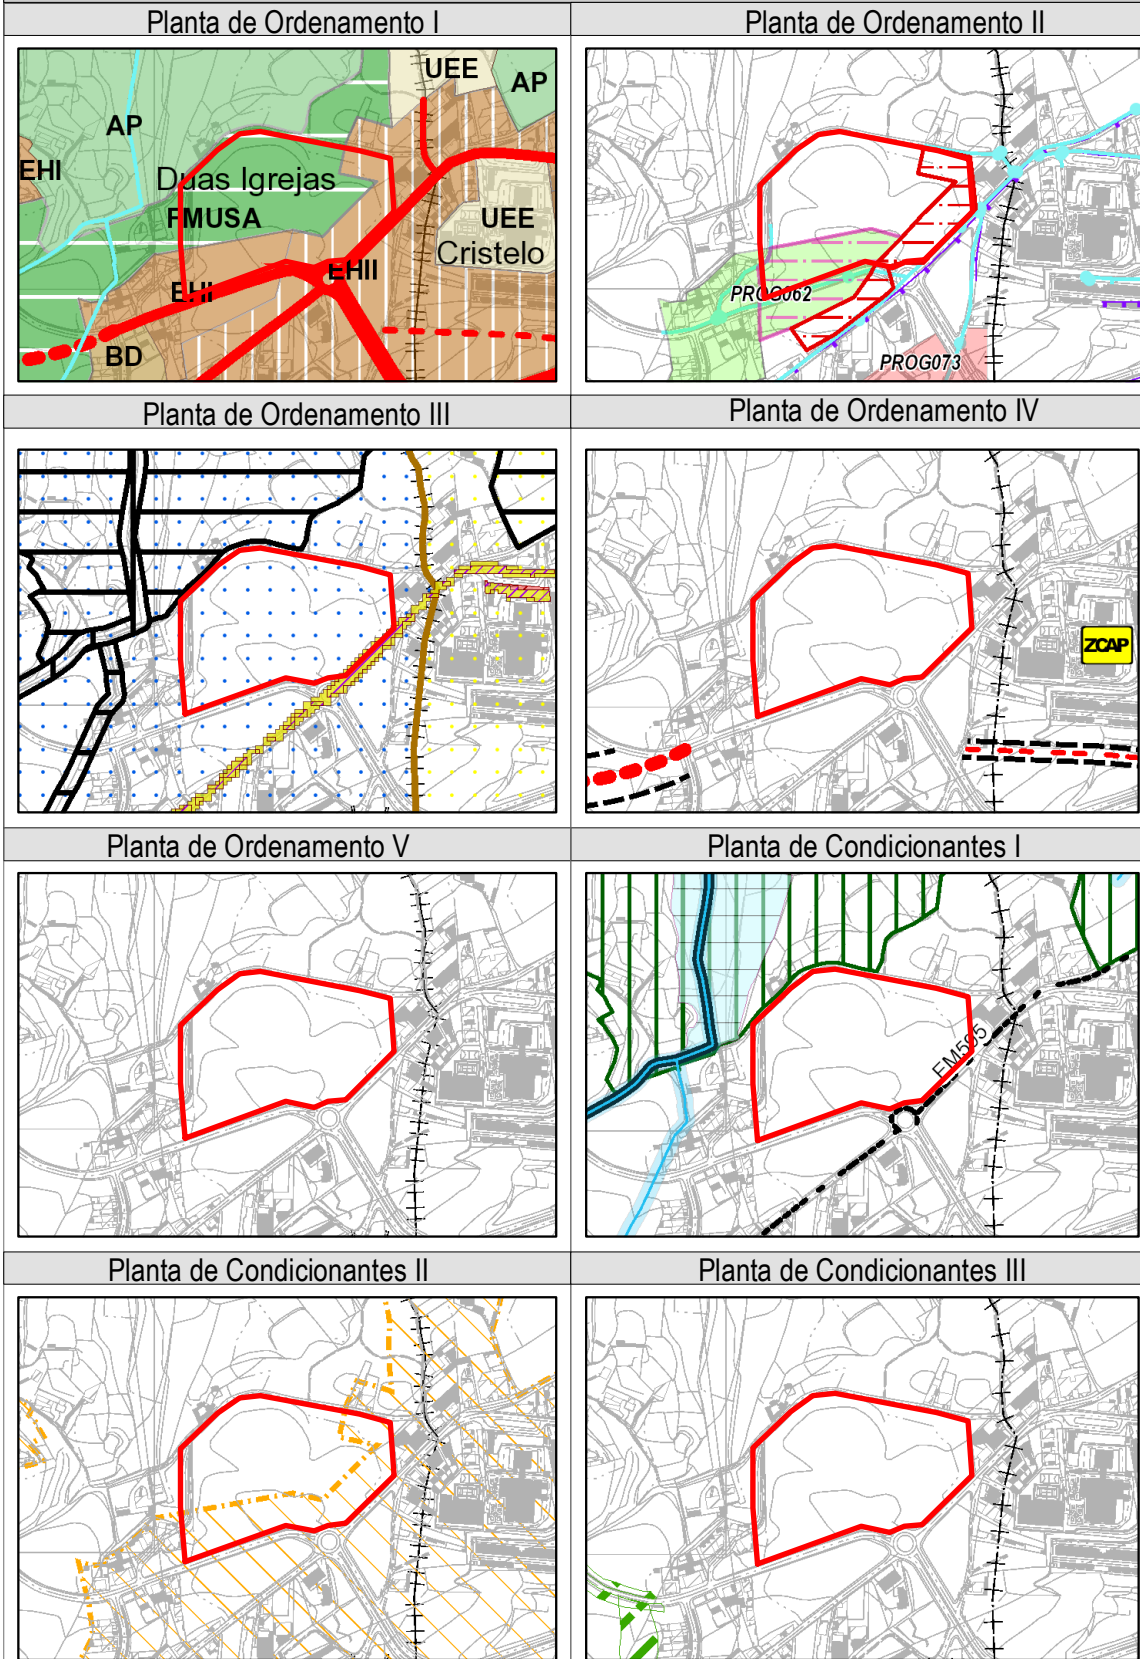 Planta de Ordenamento I
Planta de Ordenamento II
UEE
AP
AP
EHI
Duas Igrejas
FMUSA
UEE
Cristelo
EHII
EHI
BD
PROG062
PROG073
Planta de Ordenamento III
Planta de Ordenamento IV
ZCAP
Planta de Ordenamento V
Planta de Condicionantes I
EM595
Planta de Condicionantes II
Planta de Condicionantes III